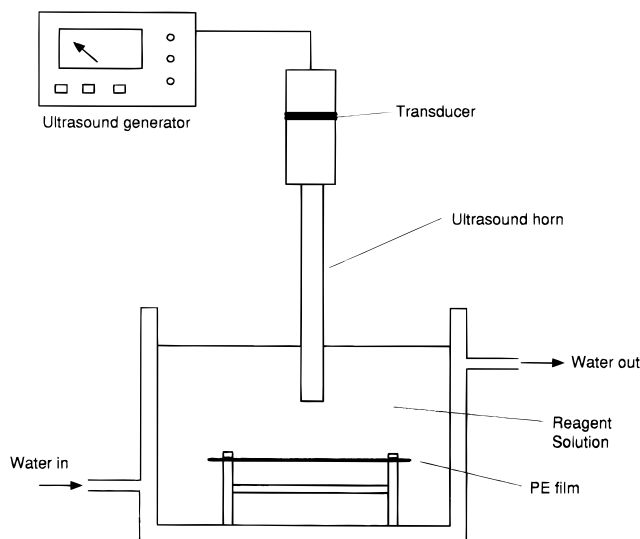 Ultrasound generator
Transducer
Ultrasound horn
Water out
Reagent
Solution
Water in
PE film